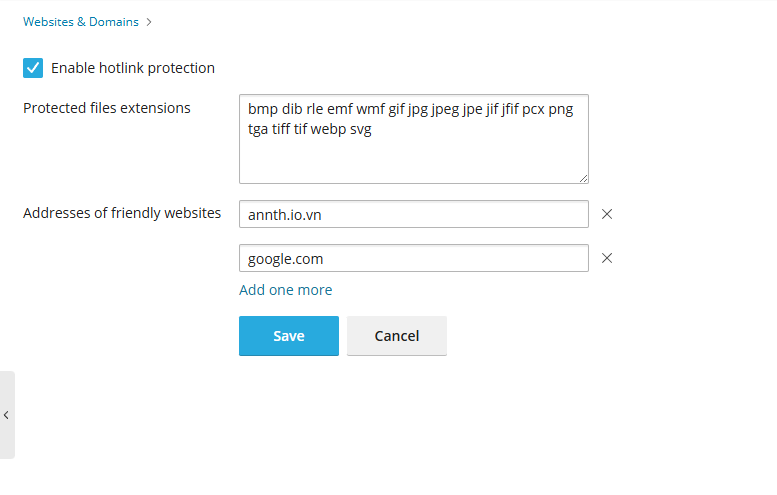 Websites & Domains >
Enable hotlink protection
Protected files extensions
bmp dib rle emf wmf gif jpg jpeg jpe jif jfif pcx png
tga tiff tif webp svg
Addresses of friendly websites
annth.io.vn
google.com
Add one more
Save
Cancel